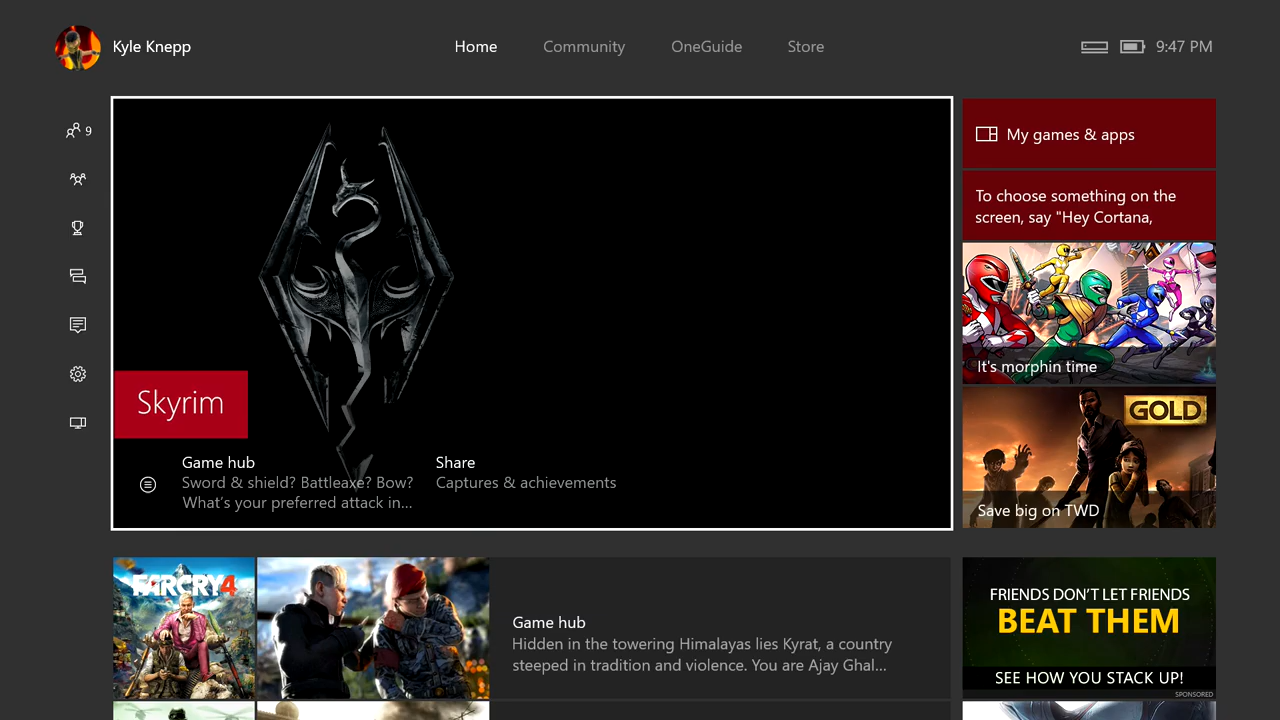 Kyle Knepp
Home
Community
OneGuide
Store
9:47 PM
9
Skyrim
Game hub
Sword & shield? Battleaxe? Bow?
What's your preferred attack in...
Share
Captures & achievements
My games & apps
To choose something on the
screen, say "Hey Cortana,
It's morphin time
GOLD
Save big on TWD
FARCRY4
Game hub
Hidden in the towering Himalayas lies Kyrat, a country
steeped in tradition and violence. You are Ajay Ghal...
FRIENDS DON'T LET FRIENDS
BEAT THEM
SEE HOW YOU STACK UP!
SPONSORED